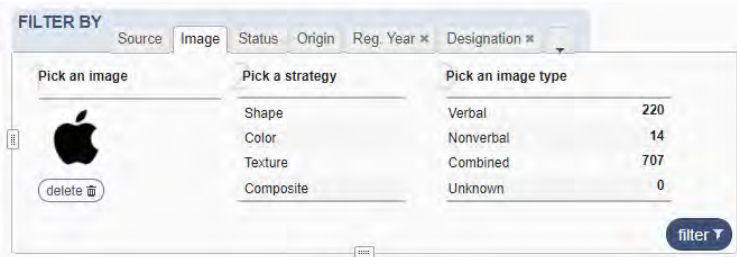 FILTER BY
Source Image Status Origin Reg. Year × Designation ×
Pick an image Pick a strategy Pick an image type
Shape Verbal 220
Color Nonverbal 14
Texture Combined 707
delete Composite Unknown 0
filter